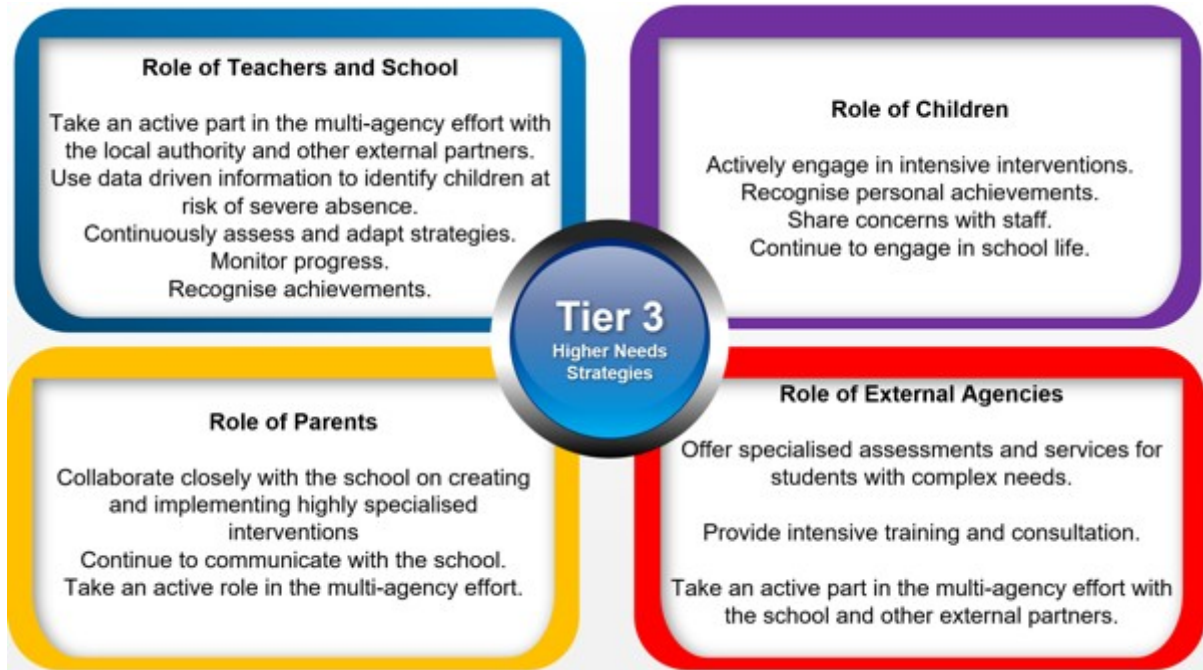 Role of Teachers and School
Take an active part in the multi-agency effort with
the local authority and other external partners.
Use data driven information to identify children at
risk of severe absence.
Continuously assess and adapt strategies.
Monitor progress.
Recognise achievements.
Role of Children
Actively engage in intensive interventions.
Recognise personal achievements.
Share concerns with staff.
Continue to engage in school life.
Tier 3
Higher Needs
Strategies
Role of Parents
Collaborate closely with the school on creating
and implementing highly specialised
interventions
Continue to communicate with the school.
Take an active role in the multi-agency effort.
Role of External Agencies
Offer specialised assessments and services for
students with complex needs.
Provide intensive training and consultation.
Take an active part in the multi-agency effort with
the school and other external partners.